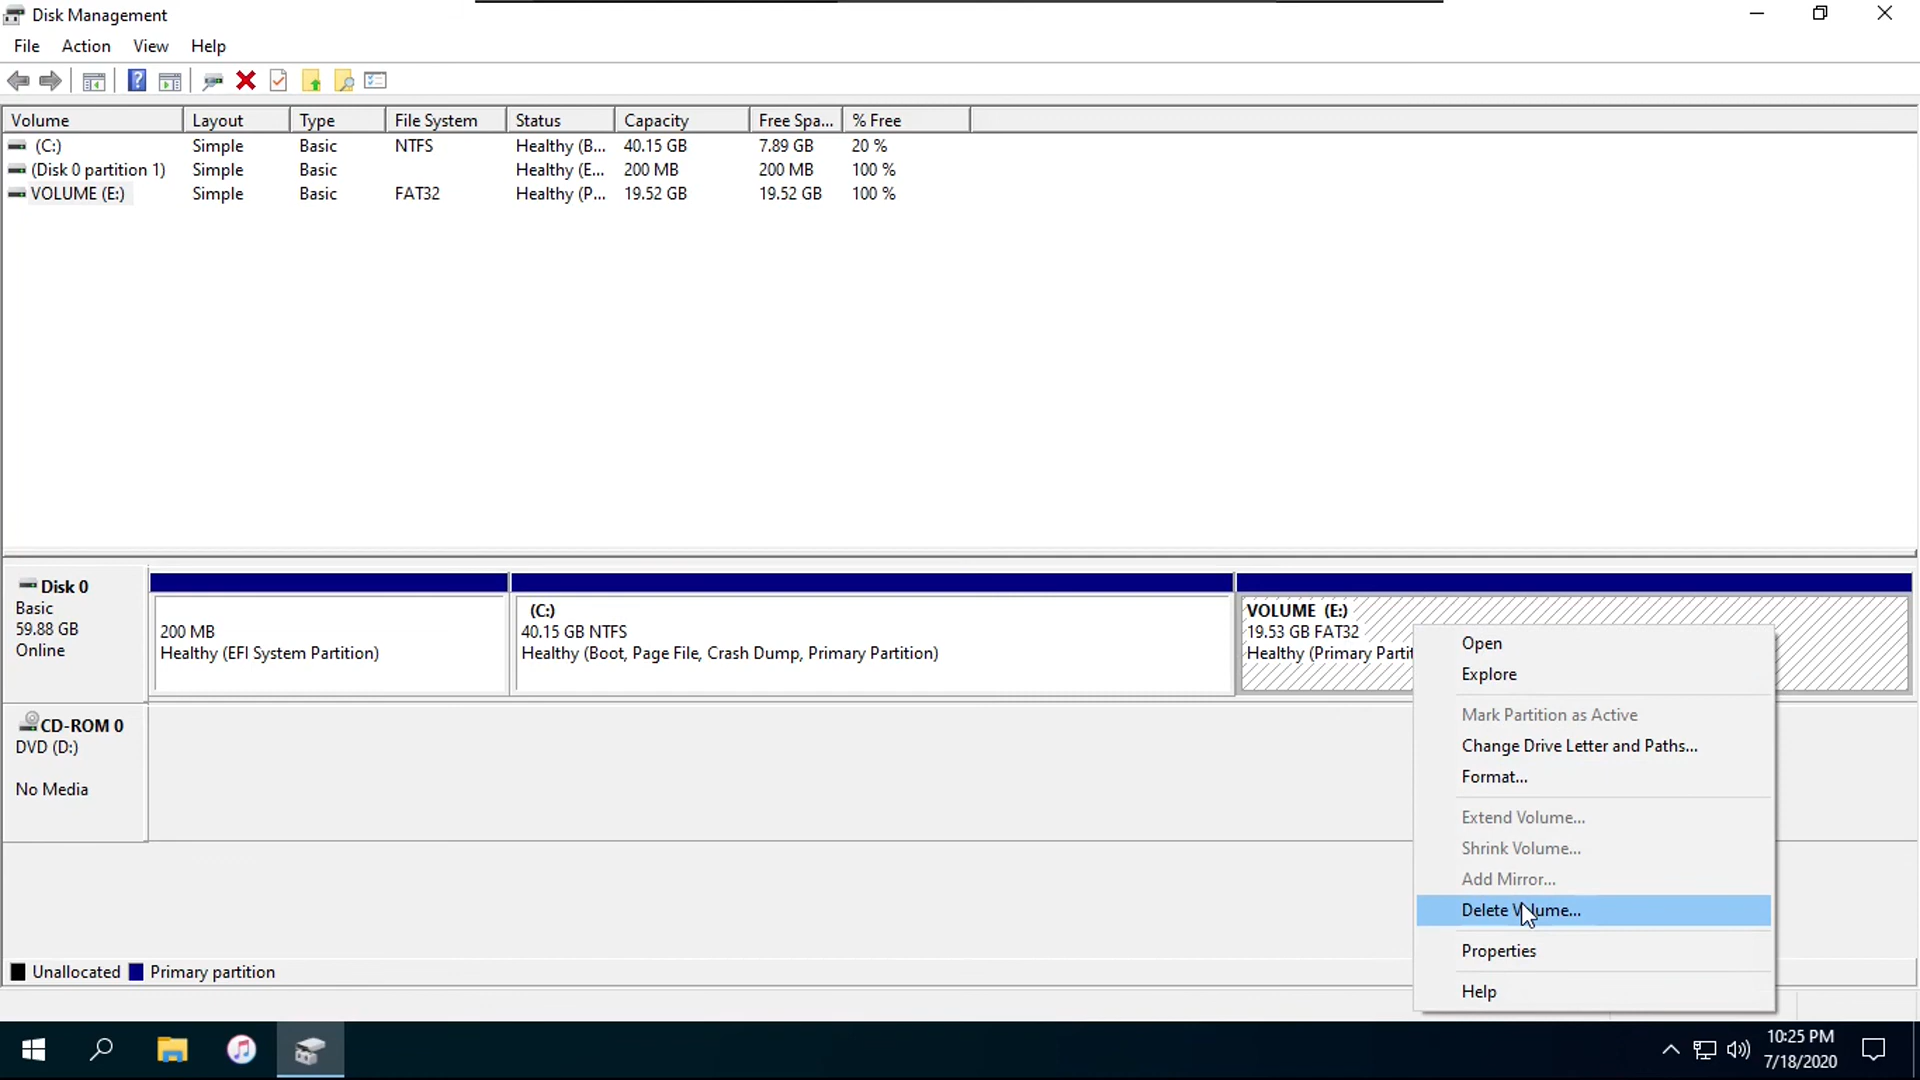 Disk Management
File Action View Help
Volume Layout Type File System Status Capacity Free Spa... % Free
(C:) Simple Basic NTFS Healthy (B... 40.15 GB 7.89 GB 20 %
(Disk 0 partition 1) Simple Basic Healthy (E... 200 MB 200 MB 100 %
VOLUME (E:) Simple Basic FAT32 Healthy (P... 19.52 GB 19.52 GB 100 %
Disk 0
Basic
59.88 GB
Online
200 MB
Healthy (EFI System Partition)
(C:)
40.15 GB NTFS
Healthy (Boot, Page File, Crash Dump, Primary Partition)
VOLUME (E:)
19.53 GB FAT32
Healthy (Primary Partit
Open
Explore
Mark Partition as Active
Change Drive Letter and Paths...
Format...
Extend Volume...
Shrink Volume...
Add Mirror...
Delete Volume...
Properties
Help
CD-ROM 0
DVD (D:)
No Media
Unallocated Primary partition
10:25 PM
7/18/2020